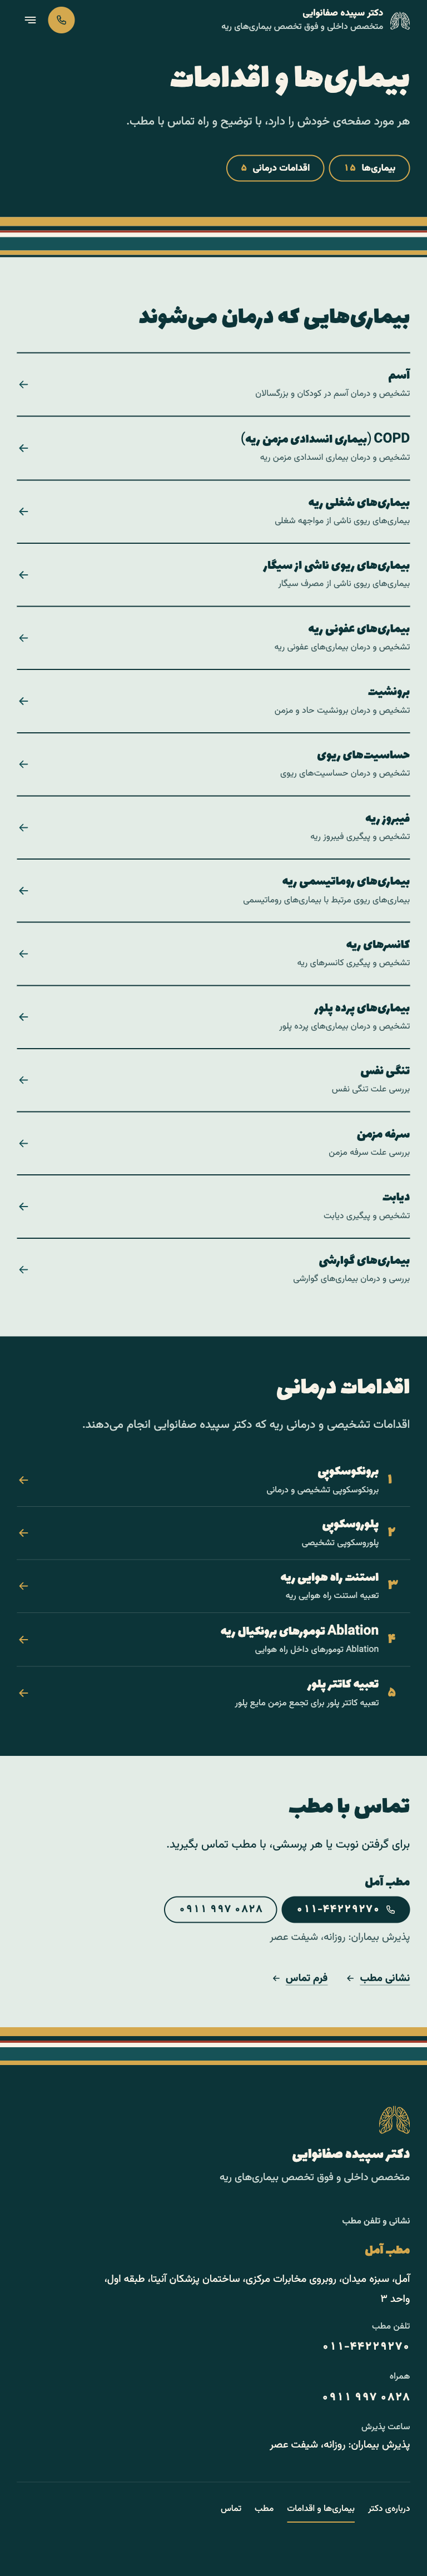 دکتر سپیده صفانوایی
متخصص داخلی و فوق تخصص بیماری‌های ریه
بیماری‌ها و اقدامات
هر مورد صفحه‌ی خودش را دارد، با توضیح و راه تماس با مطب.
بیماری‌ها ۱۵
اقدامات درمانی ۵
بیماری‌هایی که درمان می‌شوند
آسم
تشخیص و درمان آسم در کودکان و بزرگسالان
COPD (بیماری انسدادی مزمن ریه)
تشخیص و درمان بیماری انسدادی مزمن ریه
بیماری‌های شغلی ریه
بیماری‌های ریوی ناشی از مواجهه شغلی
بیماری‌های ریوی ناشی از سیگار
بیماری‌های ریوی ناشی از مصرف سیگار
بیماری‌های عفونی ریه
تشخیص و درمان بیماری‌های عفونی ریه
برونشیت
تشخیص و درمان برونشیت حاد و مزمن
حساسیت‌های ریوی
تشخیص و درمان حساسیت‌های ریوی
فیبروز ریه
تشخیص و پیگیری فیبروز ریه
بیماری‌های روماتیسمی ریه
بیماری‌های ریوی مرتبط با بیماری‌های روماتیسمی
کانسرهای ریه
تشخیص و پیگیری کانسرهای ریه
بیماری‌های پرده پلور
تشخیص و درمان بیماری‌های پرده پلور
تنگی نفس
بررسی علت تنگی نفس
سرفه مزمن
بررسی علت سرفه مزمن
دیابت
تشخیص و پیگیری دیابت
بیماری‌های گوارشی
بررسی و درمان بیماری‌های گوارشی
اقدامات درمانی
اقدامات تشخیصی و درمانی ریه که دکتر سپیده صفانوایی انجام می‌دهند.
۱ برونکوسکوپی
برونکوسکوپی تشخیصی و درمانی
۲ پلوروسکوپی
پلوروسکوپی تشخیصی
۳ استنت راه هوایی ریه
تعبیه استنت راه هوایی ریه
۴ Ablation تومورهای برونکیال ریه
Ablation تومورهای داخل راه هوایی
۵ تعبیه کاتتر پلور
تعبیه کاتتر پلور برای تجمع مزمن مایع پلور
تماس با مطب
برای گرفتن نوبت یا هر پرسشی، با مطب تماس بگیرید.
مطب آمل
۰۱۱-۴۴۲۲۹۲۷۰
۰۹۱۱ ۹۹۷ ۰۸۲۸
پذیرش بیماران: روزانه، شیفت عصر
نشانی مطب
فرم تماس
دکتر سپیده صفانوایی
متخصص داخلی و فوق تخصص بیماری‌های ریه
نشانی و تلفن مطب
مطب آمل
آمل، سبزه میدان، روبروی مخابرات مرکزی، ساختمان پزشکان آنیتا، طبقه اول،
واحد ۳
تلفن مطب
۰۱۱-۴۴۲۲۹۲۷۰
همراه
۰۹۱۱ ۹۹۷ ۰۸۲۸
ساعت پذیرش
پذیرش بیماران: روزانه، شیفت عصر
درباره‌ی دکتر
بیماری‌ها و اقدامات
مطب
تماس